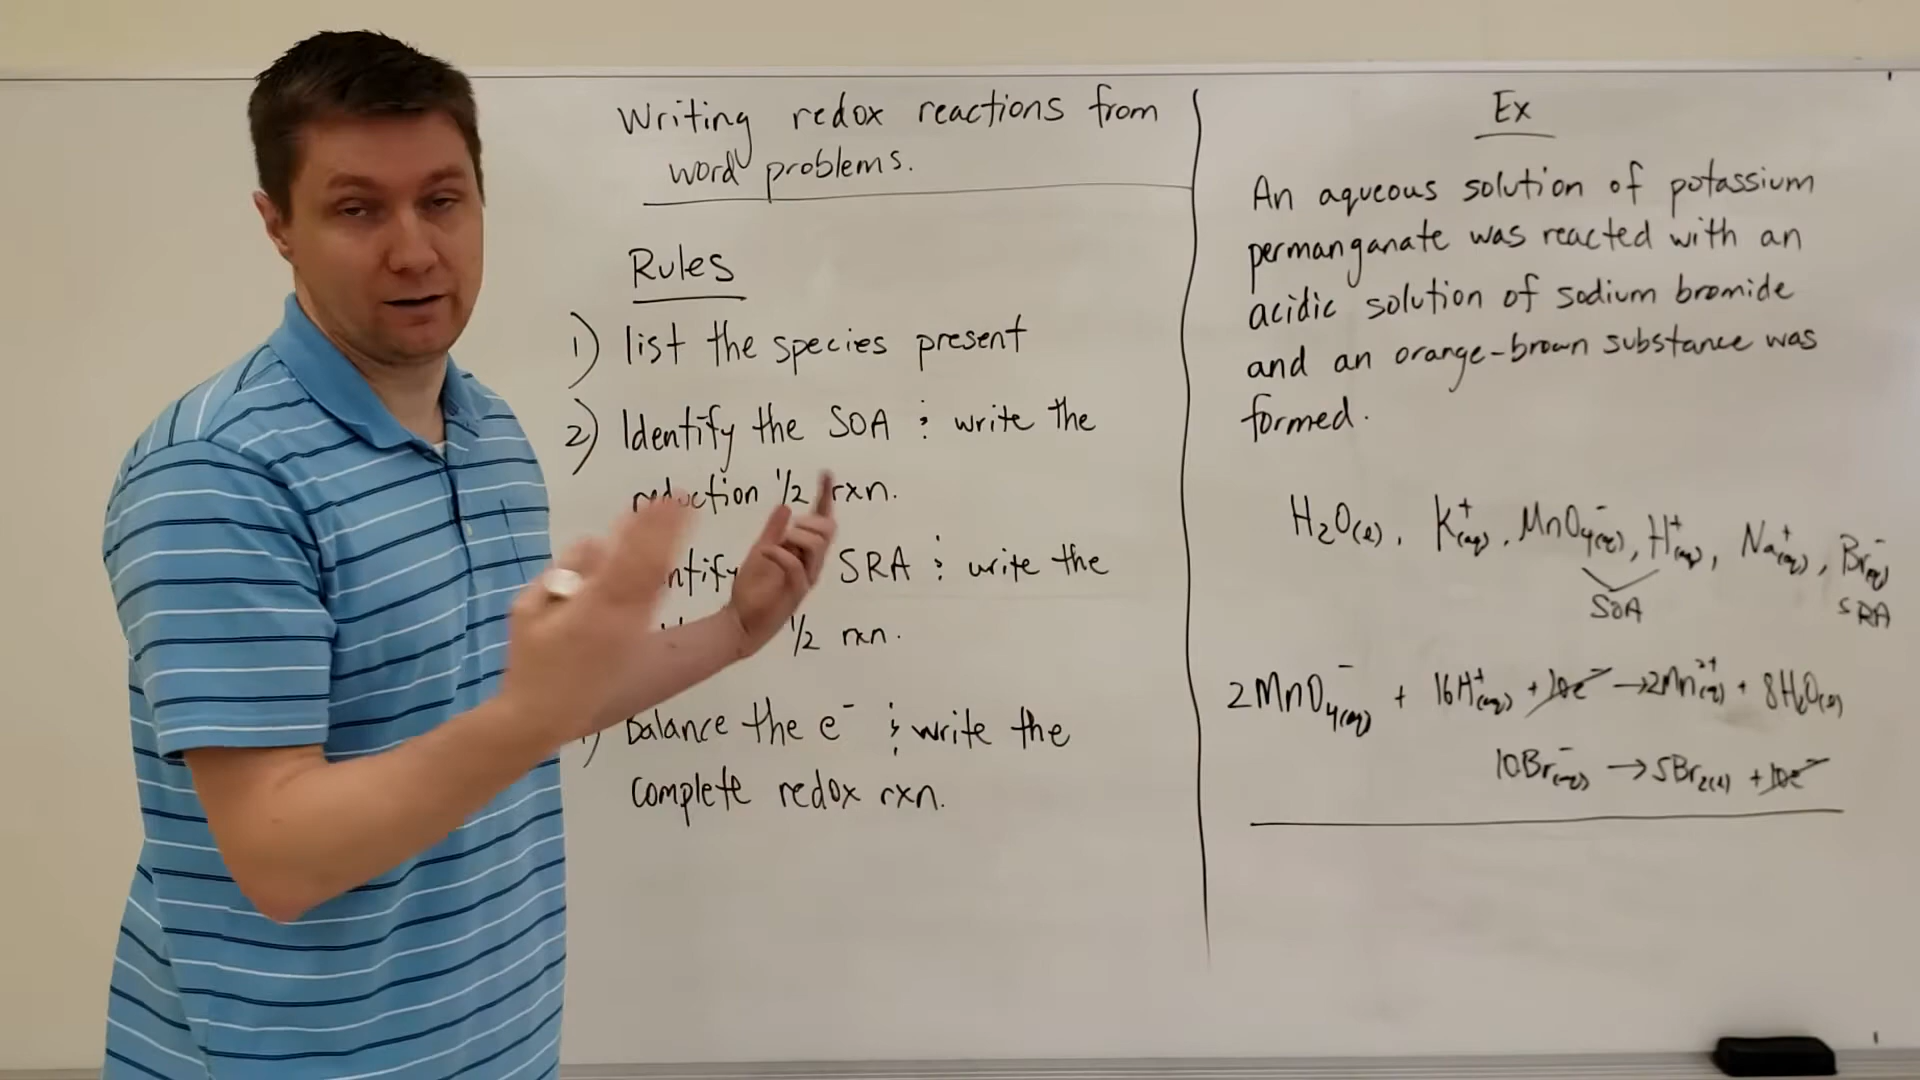 Writing redox reactions from
word problems.
Rules
1) list the species present
2) Identify the SOA & write the
reduction 1/2 rxn.
SRA & write the
1/2 rxn.
Balance the e⁻ & write the
complete redox rxn.
Ex
An aqueous solution of potassium
permanganate was reacted with an
acidic solution of sodium bromide
and an orange-brown substance was
formed.
H₂O(l), K⁺(aq), MnO₄⁻(aq), H⁺(aq), Na⁺(aq), Br⁻(aq)
SOA SRA
2MnO₄⁻(aq) + 16H⁺(aq) + 10e⁻ → 2Mn²⁺(aq) + 8H₂O(l)
10Br⁻(aq) → 5Br₂(l) + 10e⁻